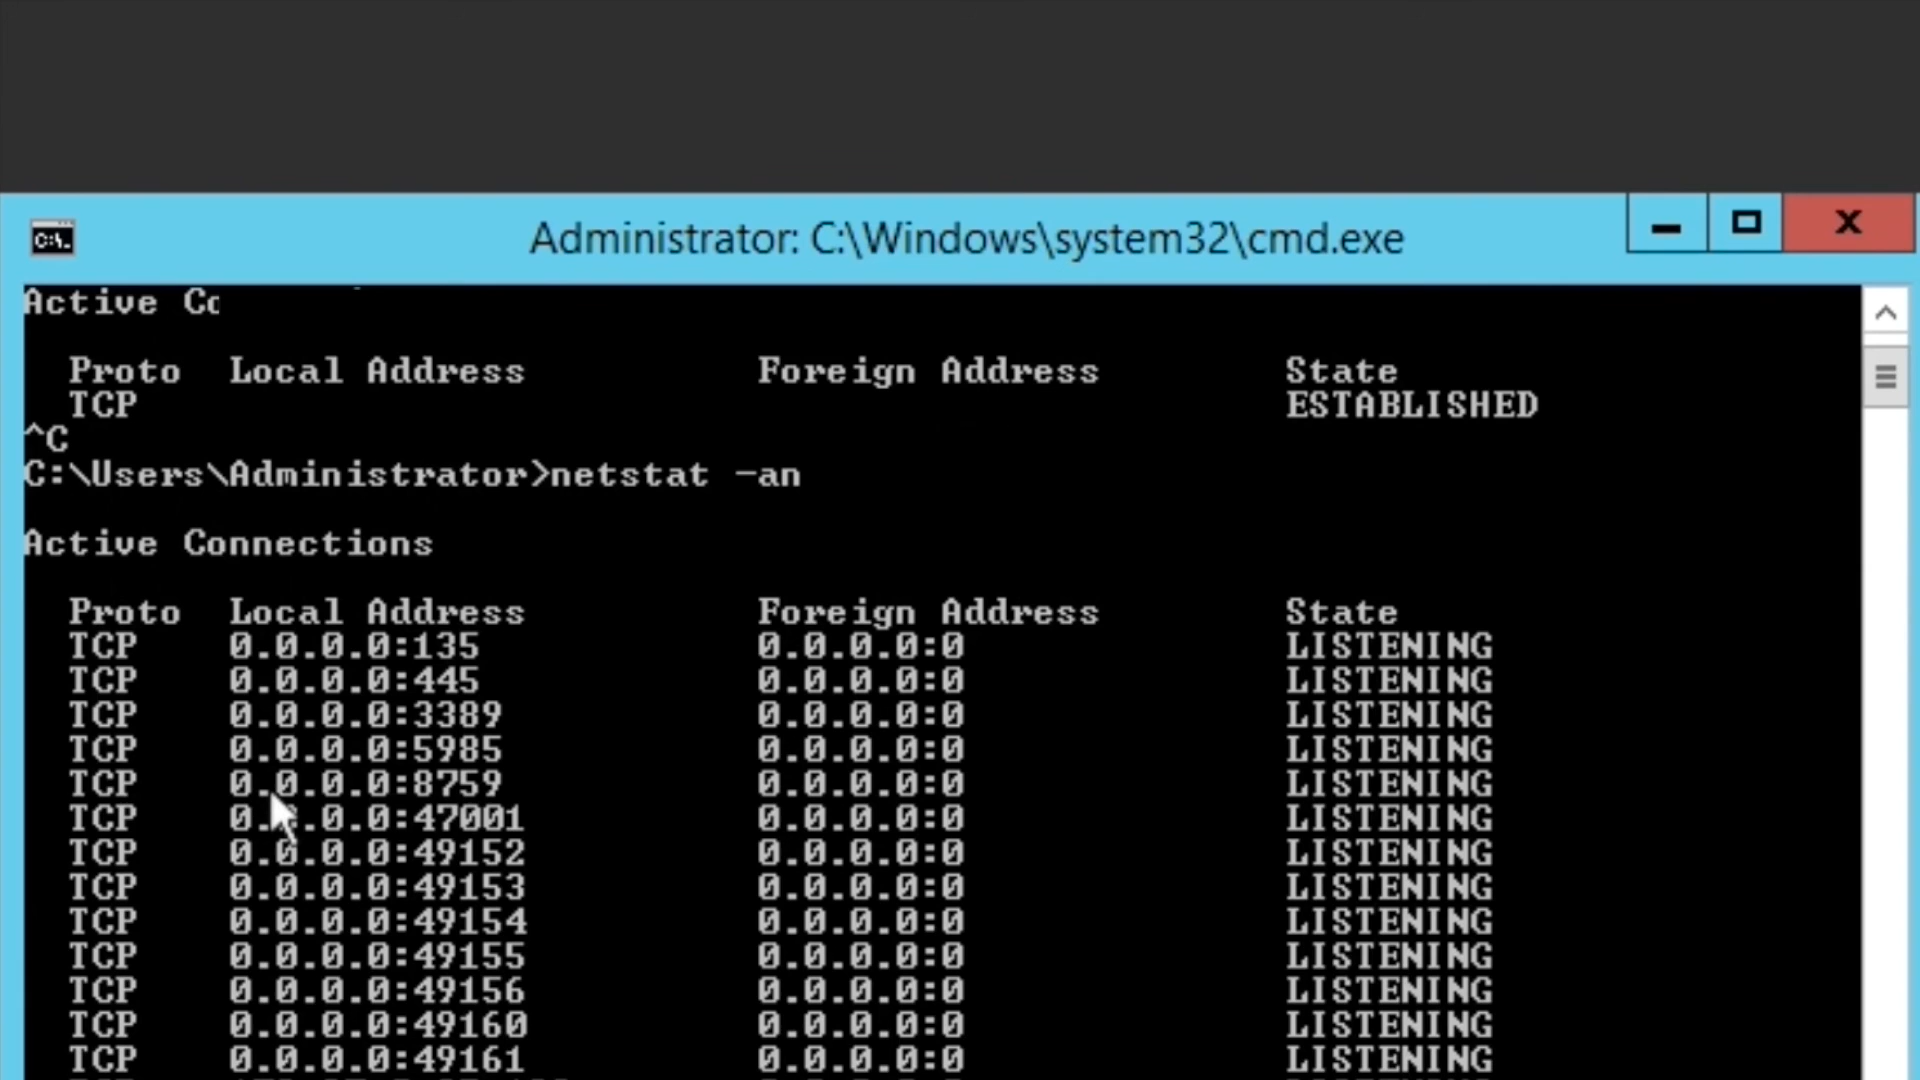 C:\.
Administrator: C:\Windows\system32\cmd.exe
Active
Proto Local Address Foreign Address State
TCP ESTABLISHED
^C
C:\Users\Administrator>netstat -an
Active Connections
Proto Local Address Foreign Address State
TCP 0.0.0.0:135 0.0.0.0:0 LISTENING
TCP 0.0.0.0:445 0.0.0.0:0 LISTENING
TCP 0.0.0.0:3389 0.0.0.0:0 LISTENING
TCP 0.0.0.0:5985 0.0.0.0:0 LISTENING
TCP 0.0.0.0:8759 0.0.0.0:0 LISTENING
TCP 0.0.0.0:47001 0.0.0.0:0 LISTENING
TCP 0.0.0.0:49152 0.0.0.0:0 LISTENING
TCP 0.0.0.0:49153 0.0.0.0:0 LISTENING
TCP 0.0.0.0:49154 0.0.0.0:0 LISTENING
TCP 0.0.0.0:49155 0.0.0.0:0 LISTENING
TCP 0.0.0.0:49156 0.0.0.0:0 LISTENING
TCP 0.0.0.0:49160 0.0.0.0:0 LISTENING
TCP 0.0.0.0:49161 0.0.0.0:0 LISTENING